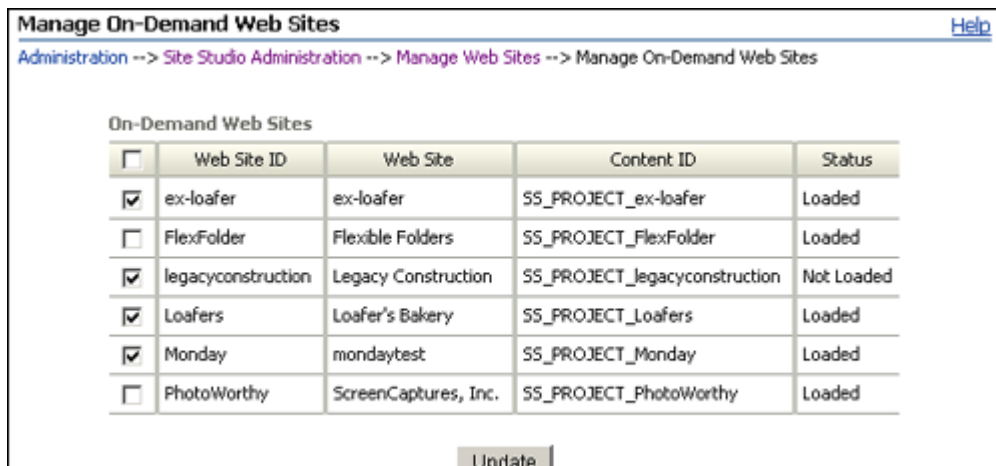 Manage On-Demand Web Sites Help
Administration --> Site Studio Administration --> Manage Web Sites --> Manage On-Demand Web Sites
On-Demand Web Sites
Web Site ID Web Site Content ID Status
ex-loafer ex-loafer SS_PROJECT_ex-loafer Loaded
FlexFolder Flexible Folders SS_PROJECT_FlexFolder Loaded
legacyconstruction Legacy Construction SS_PROJECT_legacyconstruction Not Loaded
Loafers Loafer's Bakery SS_PROJECT_Loafers Loaded
Monday mondaytest SS_PROJECT_Monday Loaded
PhotoWorthy ScreenCaptures, Inc. SS_PROJECT_PhotoWorthy Loaded
Update